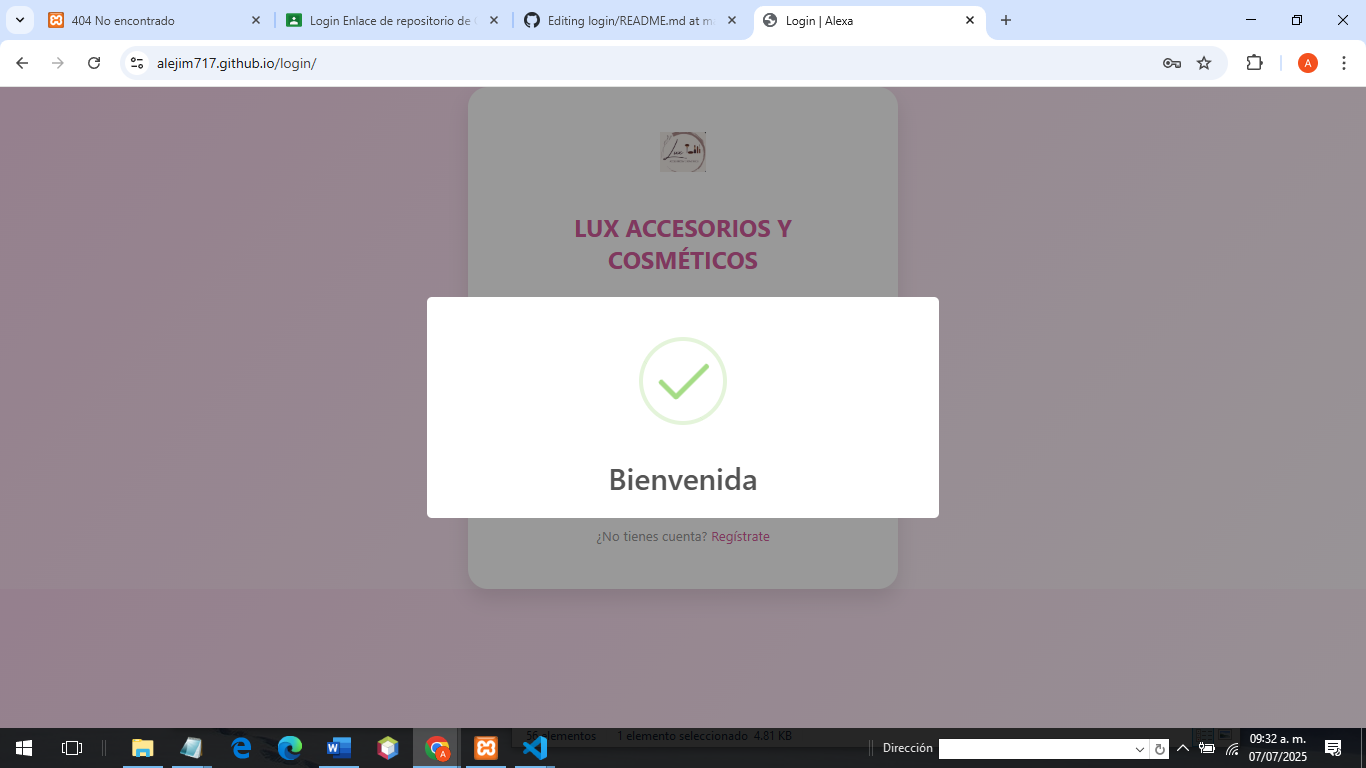 404 No encontrado
Login Enlace de repositorio de
Editing login/README.md at m
Login | Alexa
alejim717.github.io/login/
A
LUX ACCESORIOS Y
COSMÉTICOS
Bienvenida
¿No tienes cuenta? Regístrate
56 elementos 1 elemento seleccionado 4.81 KB
Dirección
09:32 a. m.
07/07/2025